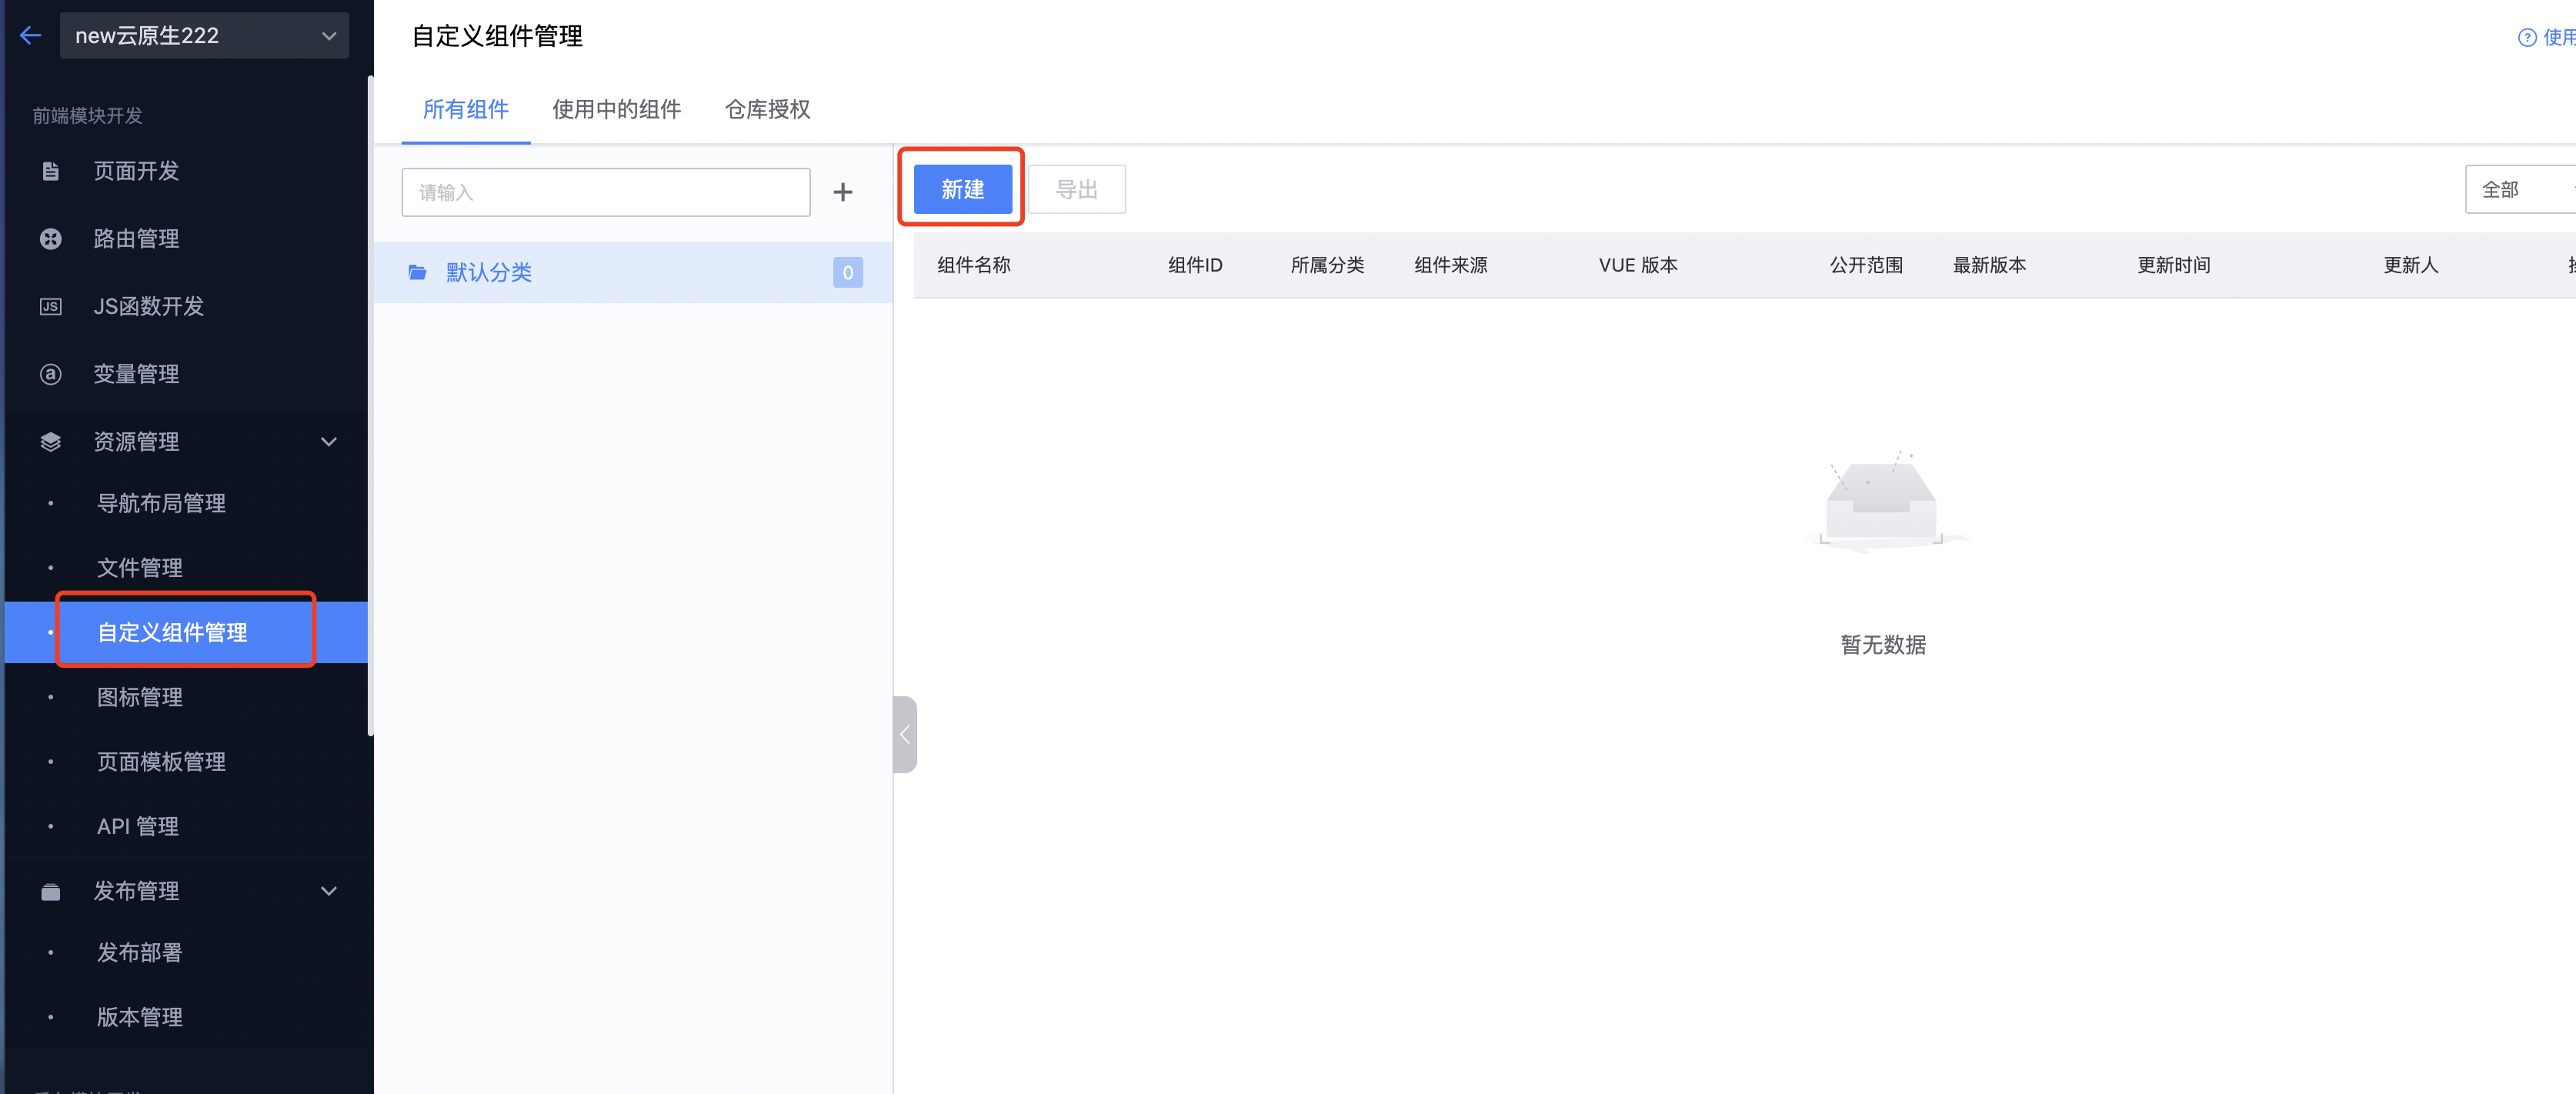 new云原生222
前端模块开发
页面开发
路由管理
JS
JS函数开发
变量管理
资源管理
导航布局管理
文件管理
自定义组件管理
图标管理
页面模板管理
API 管理
发布管理
发布部署
版本管理
自定义组件管理
使用
所有组件
使用中的组件
仓库授权
请输入
默认分类
0
新建
导出
全部
组件名称 组件ID 所属分类 组件来源 VUE 版本 公开范围 最新版本 更新时间 更新人
暂无数据